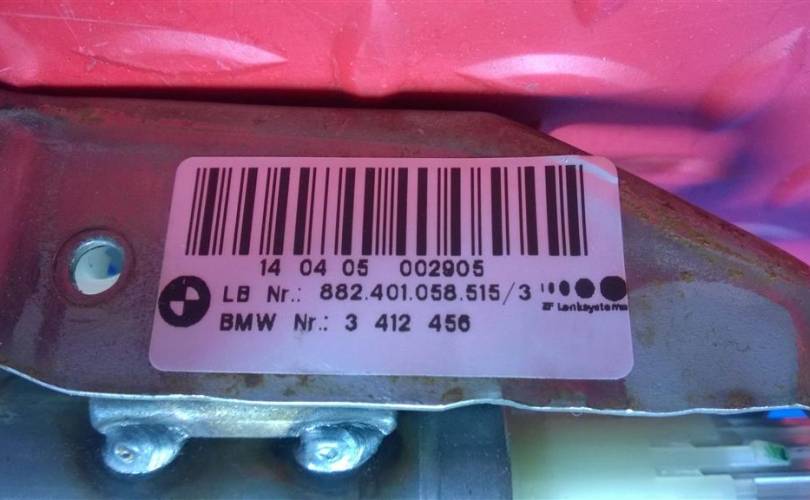 14 04 05 002905
LB Nr.: 882.401.058.515/3
ZF Lenksysteme
BMW Nr.: 3 412 456